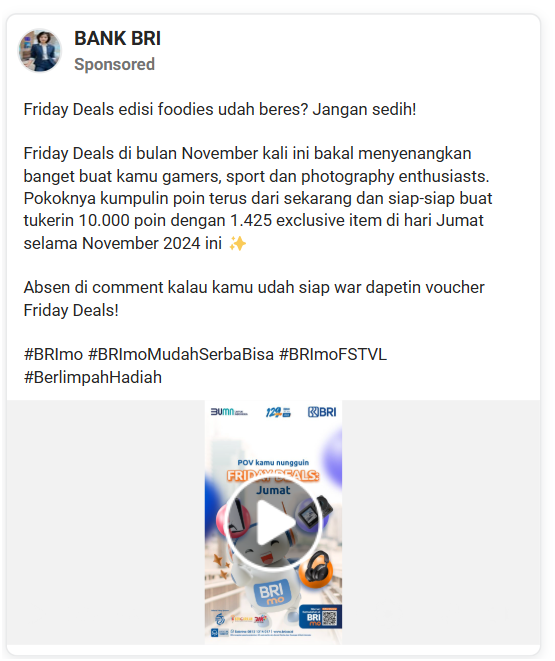 BANK BRI
Sponsored
Friday Deals edisi foodies udah beres? Jangan sedih!
Friday Deals di bulan November kali ini bakal menyenangkan
banget buat kamu gamers, sport dan photography enthusiasts.
Pokoknya kumpulin poin terus dari sekarang dan siap-siap buat
tukerin 10.000 poin dengan 1.425 exclusive item di hari Jumat
selama November 2024 ini ✨
Absen di comment kalau kamu udah siap war dapetin voucher
Friday Deals!
#BRImo #BRImoMudahSerbaBisa #BRImoFSTVL
#BerlimpahHadiah
BUMN
129
BRI
POV kamu nungguin
FRIDAY DEALS:
Jumat
BRI
mo
BRI
mo